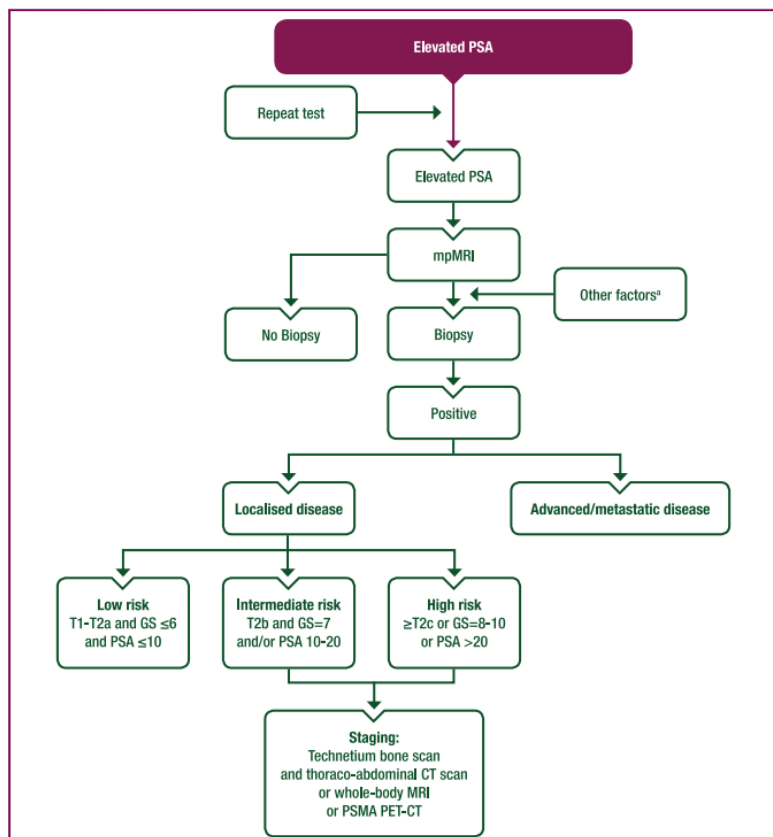 Elevated PSA
Repeat test
Elevated PSA
mpMRI
Other factorsᵃ
No Biopsy
Biopsy
Positive
Localised disease
Advanced/metastatic disease
Low risk
T1-T2a and GS ≤6
and PSA ≤10
Intermediate risk
T2b and GS=7
and/or PSA 10-20
High risk
≥T2c or GS=8-10
or PSA >20
Staging:
Technetium bone scan
and thoraco-abdominal CT scan
or whole-body MRI
or PSMA PET-CT